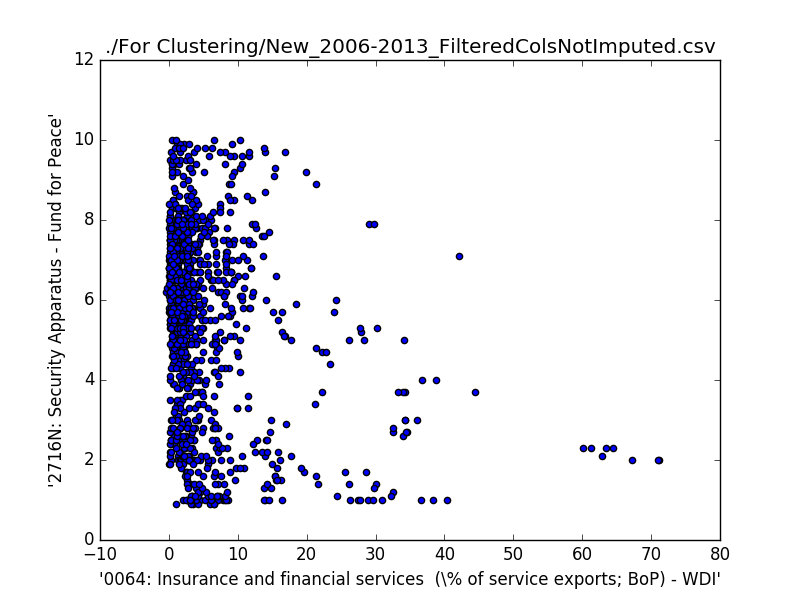 ./For Clustering/New_2006-2013_FilteredColsNotImputed.csv
12
10
8
6
4
2
0
'2716N: Security Apparatus - Fund for Peace'
−10 0 10 20 30 40 50 60 70 80
'0064: Insurance and financial services  (\% of service exports; BoP) - WDI'